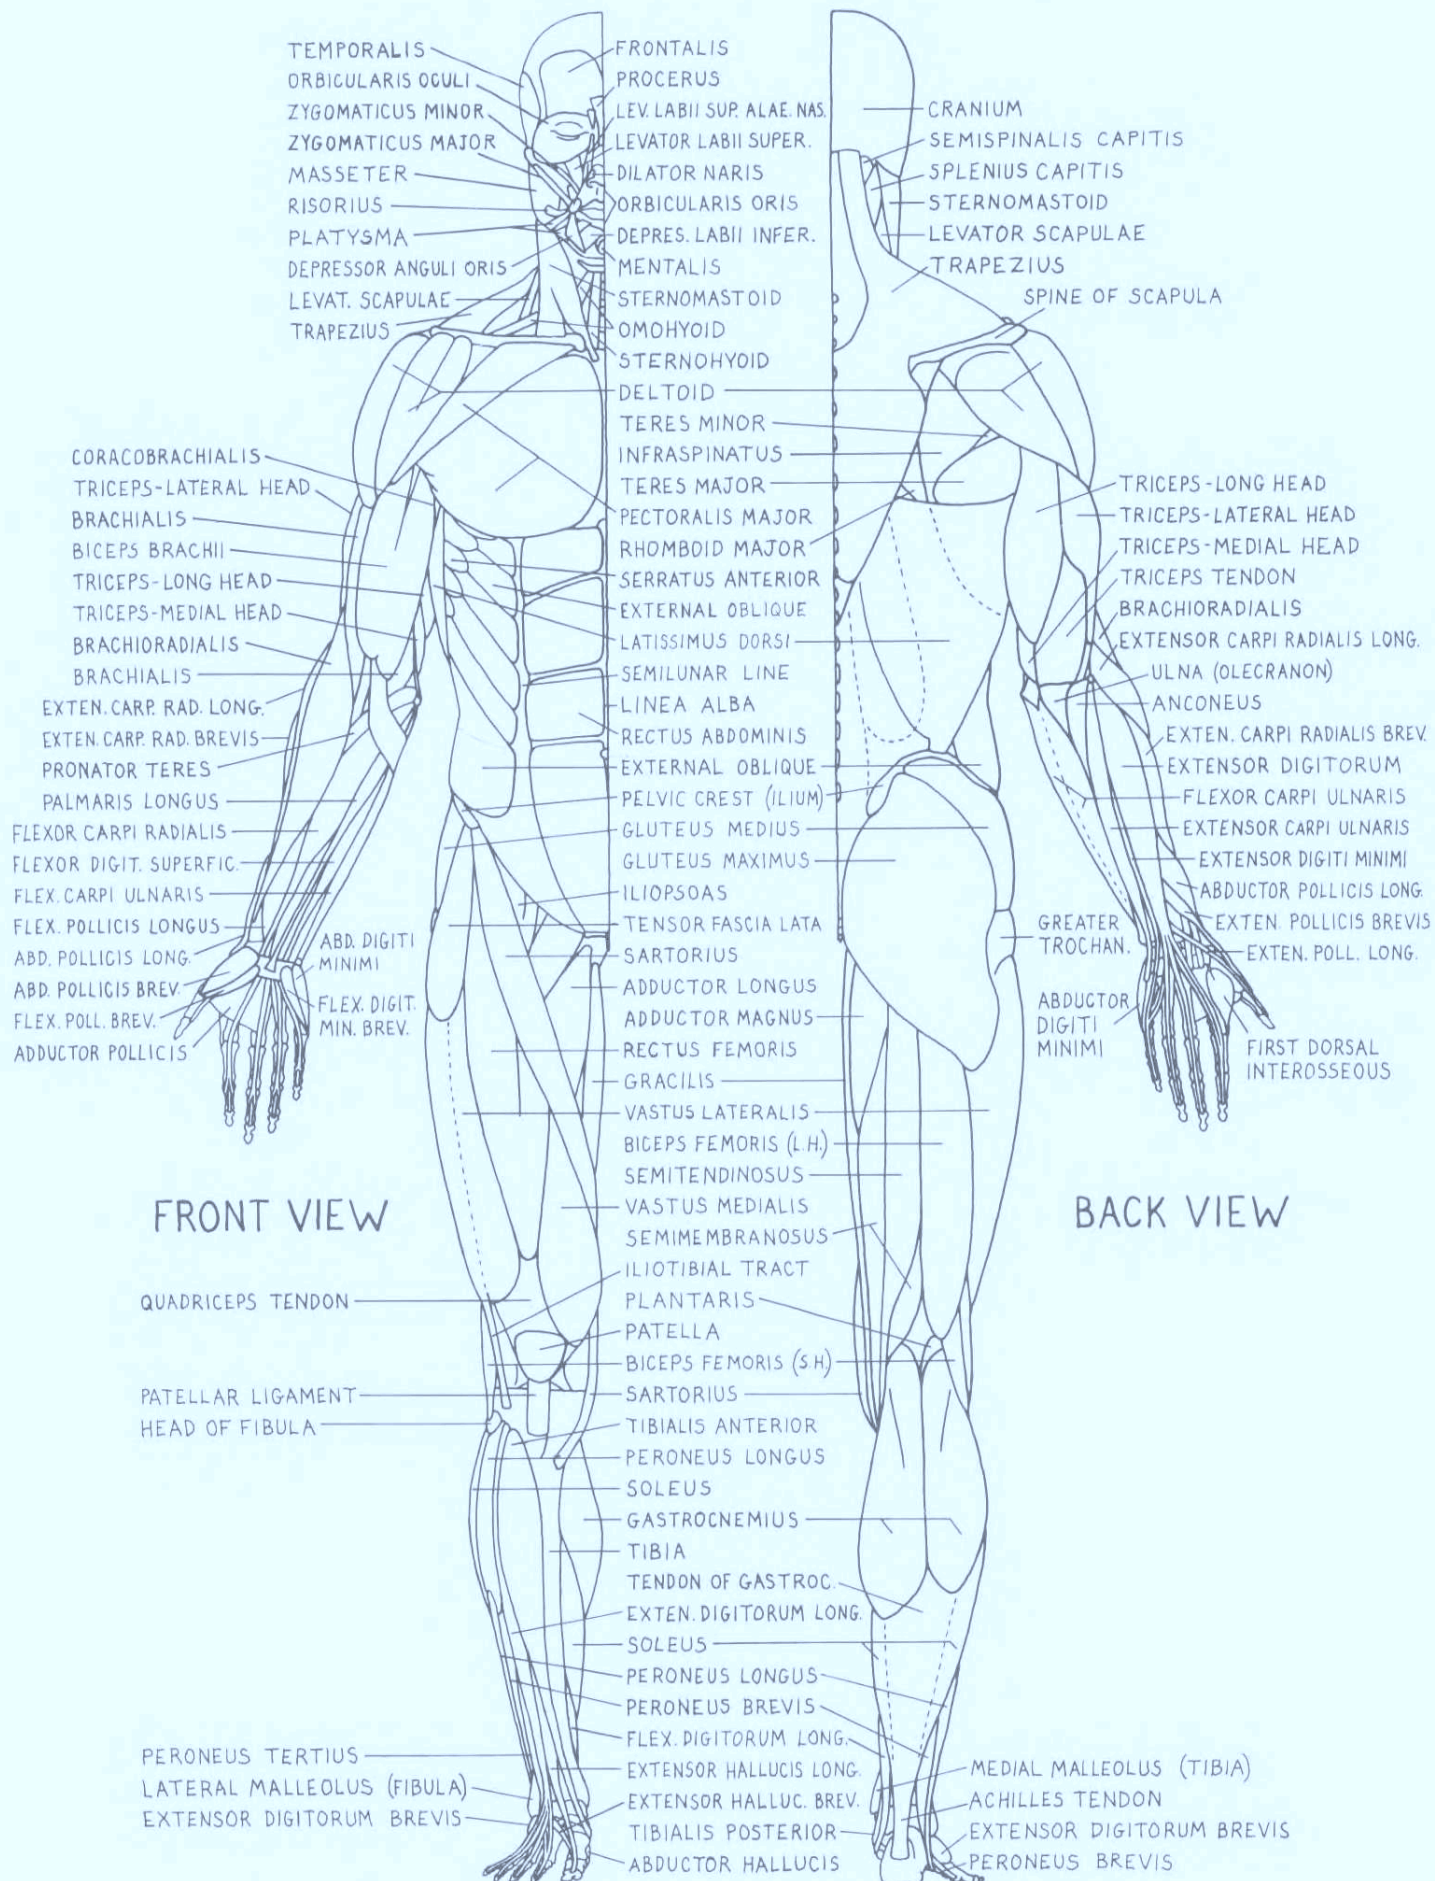 TEMPORALIS
ORBICULARIS OCULI
ZYGOMATICUS MINOR
ZYGOMATICUS MAJOR
MASSETER
RISORIUS
PLATYSMA
DEPRESSOR ANGULI ORIS
LEVAT. SCAPULAE
TRAPEZIUS
CORACOBRACHIALIS
TRICEPS-LATERAL HEAD
BRACHIALIS
BICEPS BRACHII
TRICEPS-LONG HEAD
TRICEPS-MEDIAL HEAD
BRACHIORADIALIS
BRACHIALIS
EXTEN. CARP. RAD. LONG.
EXTEN. CARP. RAD. BREVIS
PRONATOR TERES
PALMARIS LONGUS
FLEXOR CARPI RADIALIS
FLEXOR DIGIT. SUPERFIC.
FLEX. CARPI ULNARIS
FLEX. POLLICIS LONGUS
ABD. POLLICIS LONG.
ABD. POLLICIS BREV.
FLEX. POLL. BREV.
ADDUCTOR POLLICIS
ABD. DIGITI
MINIMI
FLEX. DIGIT.
MIN. BREV.
FRONT VIEW
QUADRICEPS TENDON
PATELLAR LIGAMENT
HEAD OF FIBULA
PERONEUS TERTIUS
LATERAL MALLEOLUS (FIBULA)
EXTENSOR DIGITORUM BREVIS
FRONTALIS
PROCERUS
LEV. LABII SUP. ALAE. NAS.
LEVATOR LABII SUPER.
DILATOR NARIS
ORBICULARIS ORIS
DEPRES. LABII INFER.
MENTALIS
STERNOMASTOID
OMOHYOID
STERNOHYOID
DELTOID
TERES MINOR
INFRASPINATUS
TERES MAJOR
PECTORALIS MAJOR
RHOMBOID MAJOR
SERRATUS ANTERIOR
EXTERNAL OBLIQUE
LATISSIMUS DORSI
SEMILUNAR LINE
LINEA ALBA
RECTUS ABDOMINIS
EXTERNAL OBLIQUE
PELVIC CREST (ILIUM)
GLUTEUS MEDIUS
GLUTEUS MAXIMUS
ILIOPSOAS
TENSOR FASCIA LATA
SARTORIUS
ADDUCTOR LONGUS
ADDUCTOR MAGNUS
RECTUS FEMORIS
GRACILIS
VASTUS LATERALIS
BICEPS FEMORIS (L.H.)
SEMITENDINOSUS
VASTUS MEDIALIS
SEMIMEMBRANOSUS
ILIOTIBIAL TRACT
PLANTARIS
PATELLA
BICEPS FEMORIS (S.H.)
SARTORIUS
TIBIALIS ANTERIOR
PERONEUS LONGUS
SOLEUS
GASTROCNEMIUS
TIBIA
TENDON OF GASTROC.
EXTEN. DIGITORUM LONG.
SOLEUS
PERONEUS LONGUS
PERONEUS BREVIS
FLEX. DIGITORUM LONG.
EXTENSOR HALLUCIS LONG.
EXTENSOR HALLUC. BREV.
TIBIALIS POSTERIOR
ABDUCTOR HALLUCIS
CRANIUM
SEMISPINALIS CAPITIS
SPLENIUS CAPITIS
STERNOMASTOID
LEVATOR SCAPULAE
TRAPEZIUS
SPINE OF SCAPULA
TRICEPS-LONG HEAD
TRICEPS-LATERAL HEAD
TRICEPS-MEDIAL HEAD
TRICEPS TENDON
BRACHIORADIALIS
EXTENSOR CARPI RADIALIS LONG.
ULNA (OLECRANON)
ANCONEUS
EXTEN. CARPI RADIALIS BREV.
EXTENSOR DIGITORUM
FLEXOR CARPI ULNARIS
EXTENSOR CARPI ULNARIS
EXTENSOR DIGITI MINIMI
ABDUCTOR POLLICIS LONG.
EXTEN. POLLICIS BREVIS
EXTEN. POLL. LONG.
GREATER
TROCHAN.
ABDUCTOR
DIGITI
MINIMI
FIRST DORSAL
INTEROSSEOUS
BACK VIEW
MEDIAL MALLEOLUS (TIBIA)
ACHILLES TENDON
EXTENSOR DIGITORUM BREVIS
PERONEUS BREVIS